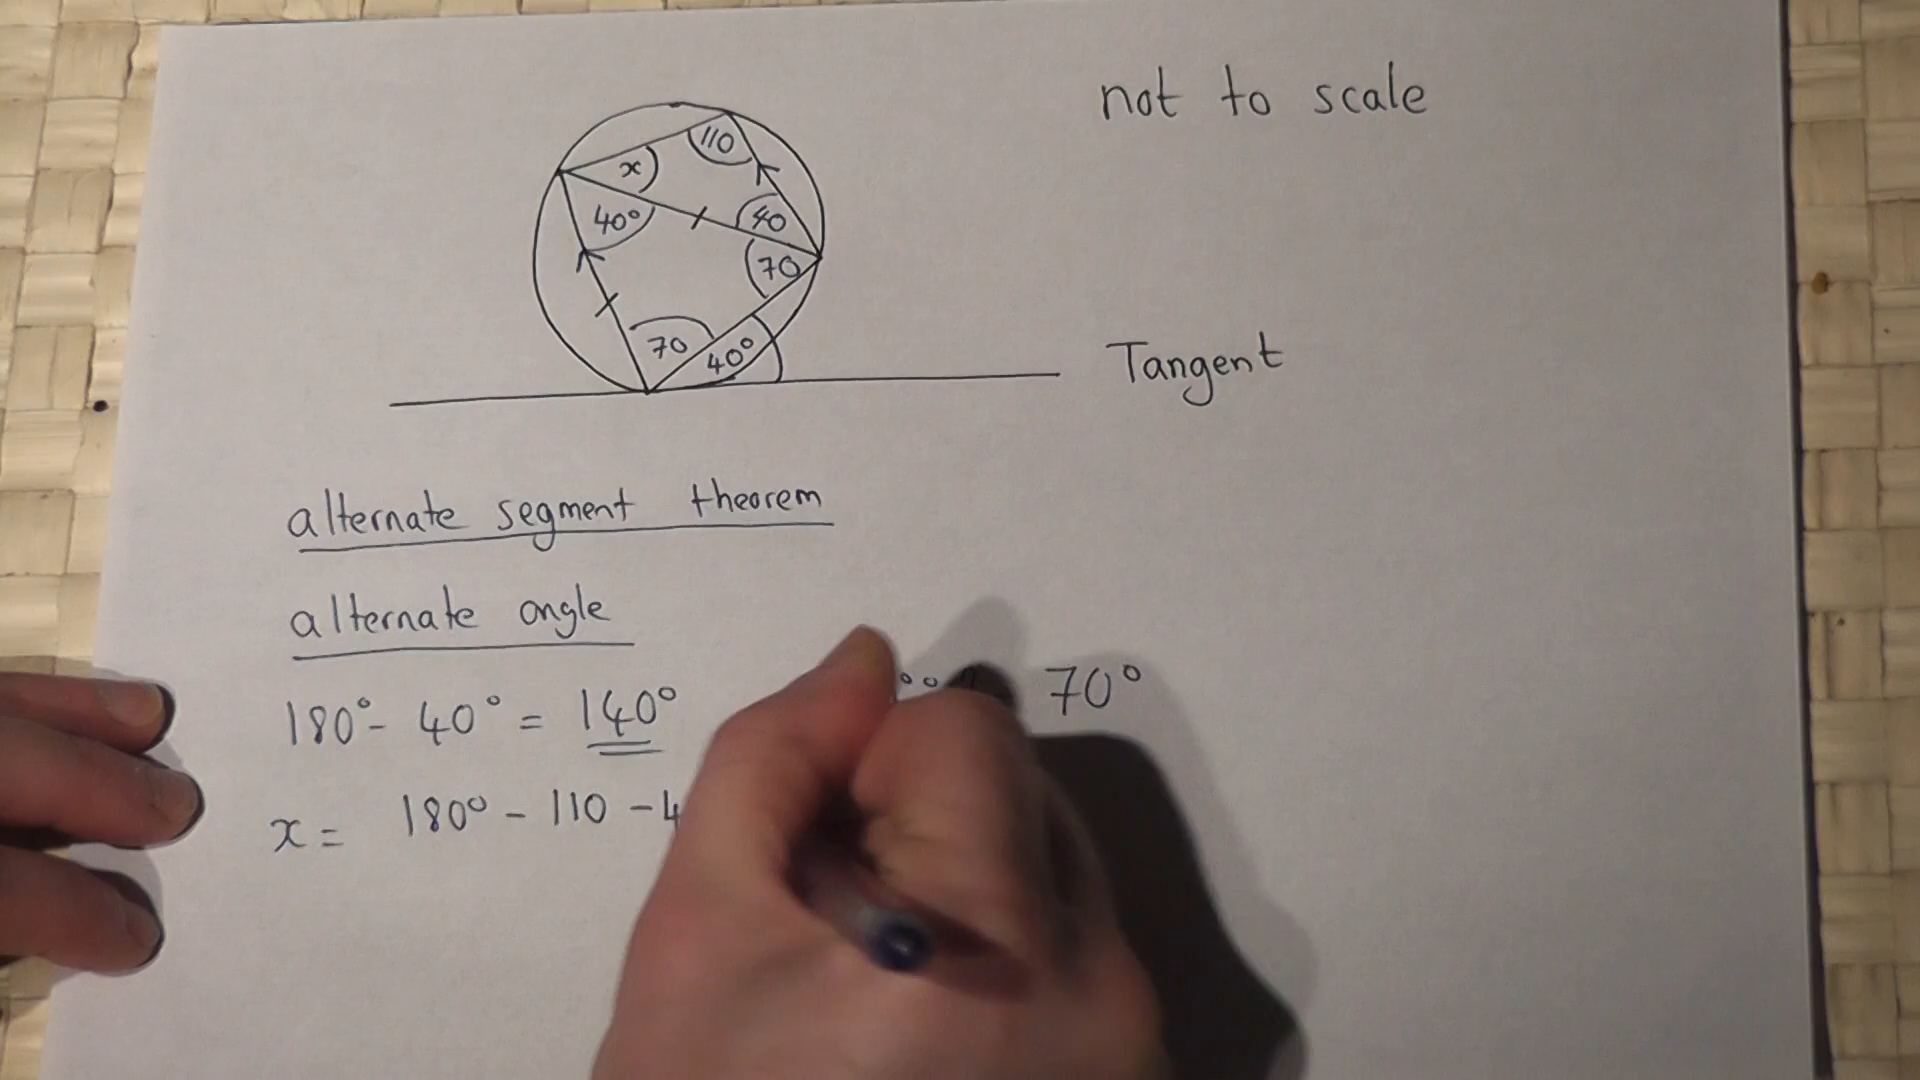 not to scale
110
x
40°
40
70
70
40°
Tangent
alternate segment theorem
alternate angle
180° - 40° = 140°
70°
x = 180° - 110 - 4